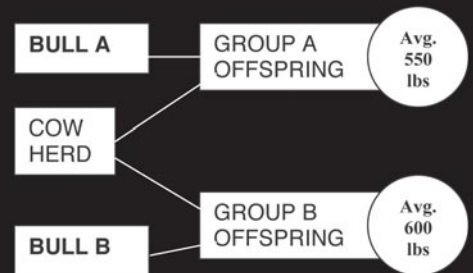 BULL A
GROUP A
OFFSPRING
Avg.
550
lbs
COW
HERD
GROUP B
OFFSPRING
Avg.
600
lbs
BULL B